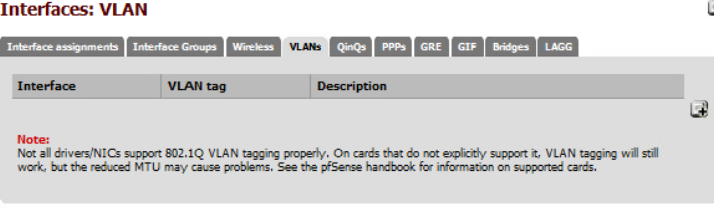 Interfaces: VLAN
Interface assignments Interface Groups Wireless VLANs QinQs PPPs GRE GIF Bridges LAGG
Interface VLAN tag Description
Note:
Not all drivers/NICs support 802.1Q VLAN tagging properly. On cards that do not explicitly support it, VLAN tagging will still
work, but the reduced MTU may cause problems. See the pfSense handbook for information on supported cards.